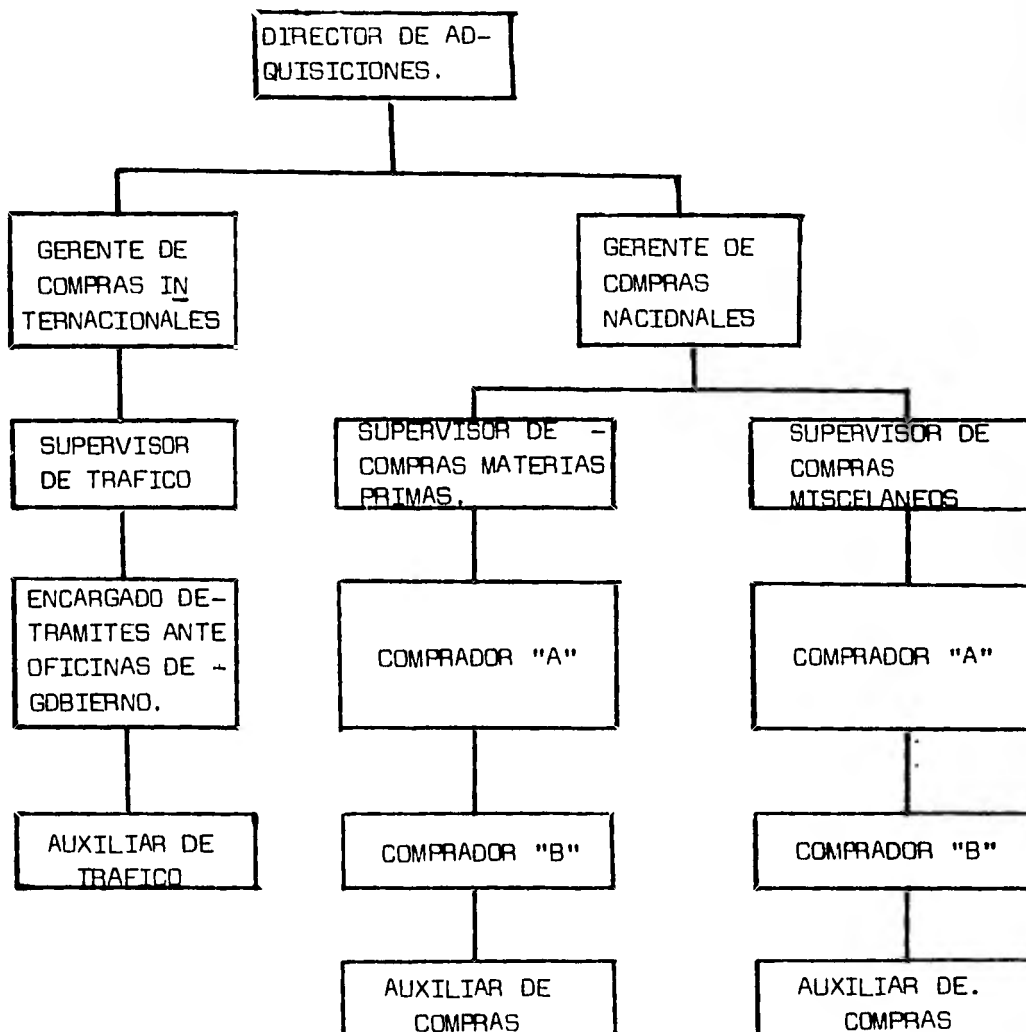 DIRECTOR DE AD-
QUISICIONES.
GERENTE DE
COMPRAS IN
TERNACIONALES
GERENTE DE
COMPRAS
NACIONALES
SUPERVISOR
DE TRAFICO
SUPERVISOR DE -
COMPRAS MATERIAS
PRIMAS.
SUPERVISOR DE
COMPRAS
MISCELANEOS
ENCARGADO DE-
TRAMITES ANTE
OFICINAS DE -
GOBIERNO.
COMPRADOR "A"
COMPRADOR "A"
AUXILIAR DE
TRAFICO
COMPRADOR "B"
COMPRADOR "B"
AUXILIAR DE
COMPRAS
AUXILIAR DE.
COMPRAS